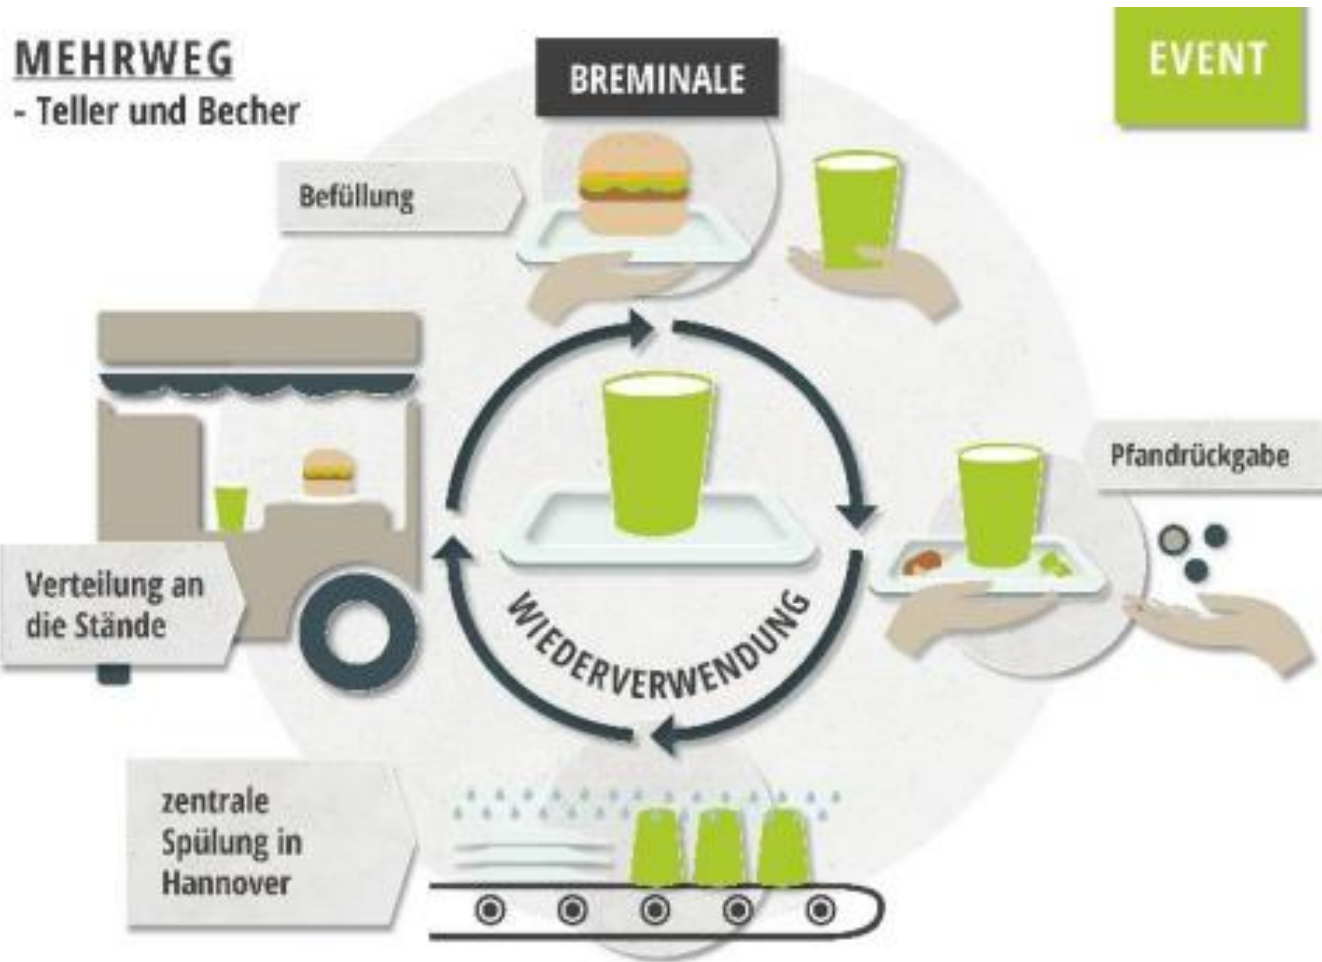 MEHRWEG
- Teller und Becher
BREMINALE
EVENT
Befüllung
Pfandrückgabe
WIEDERVERWENDUNG
Verteilung an
die Stände
zentrale
Spülung in
Hannover